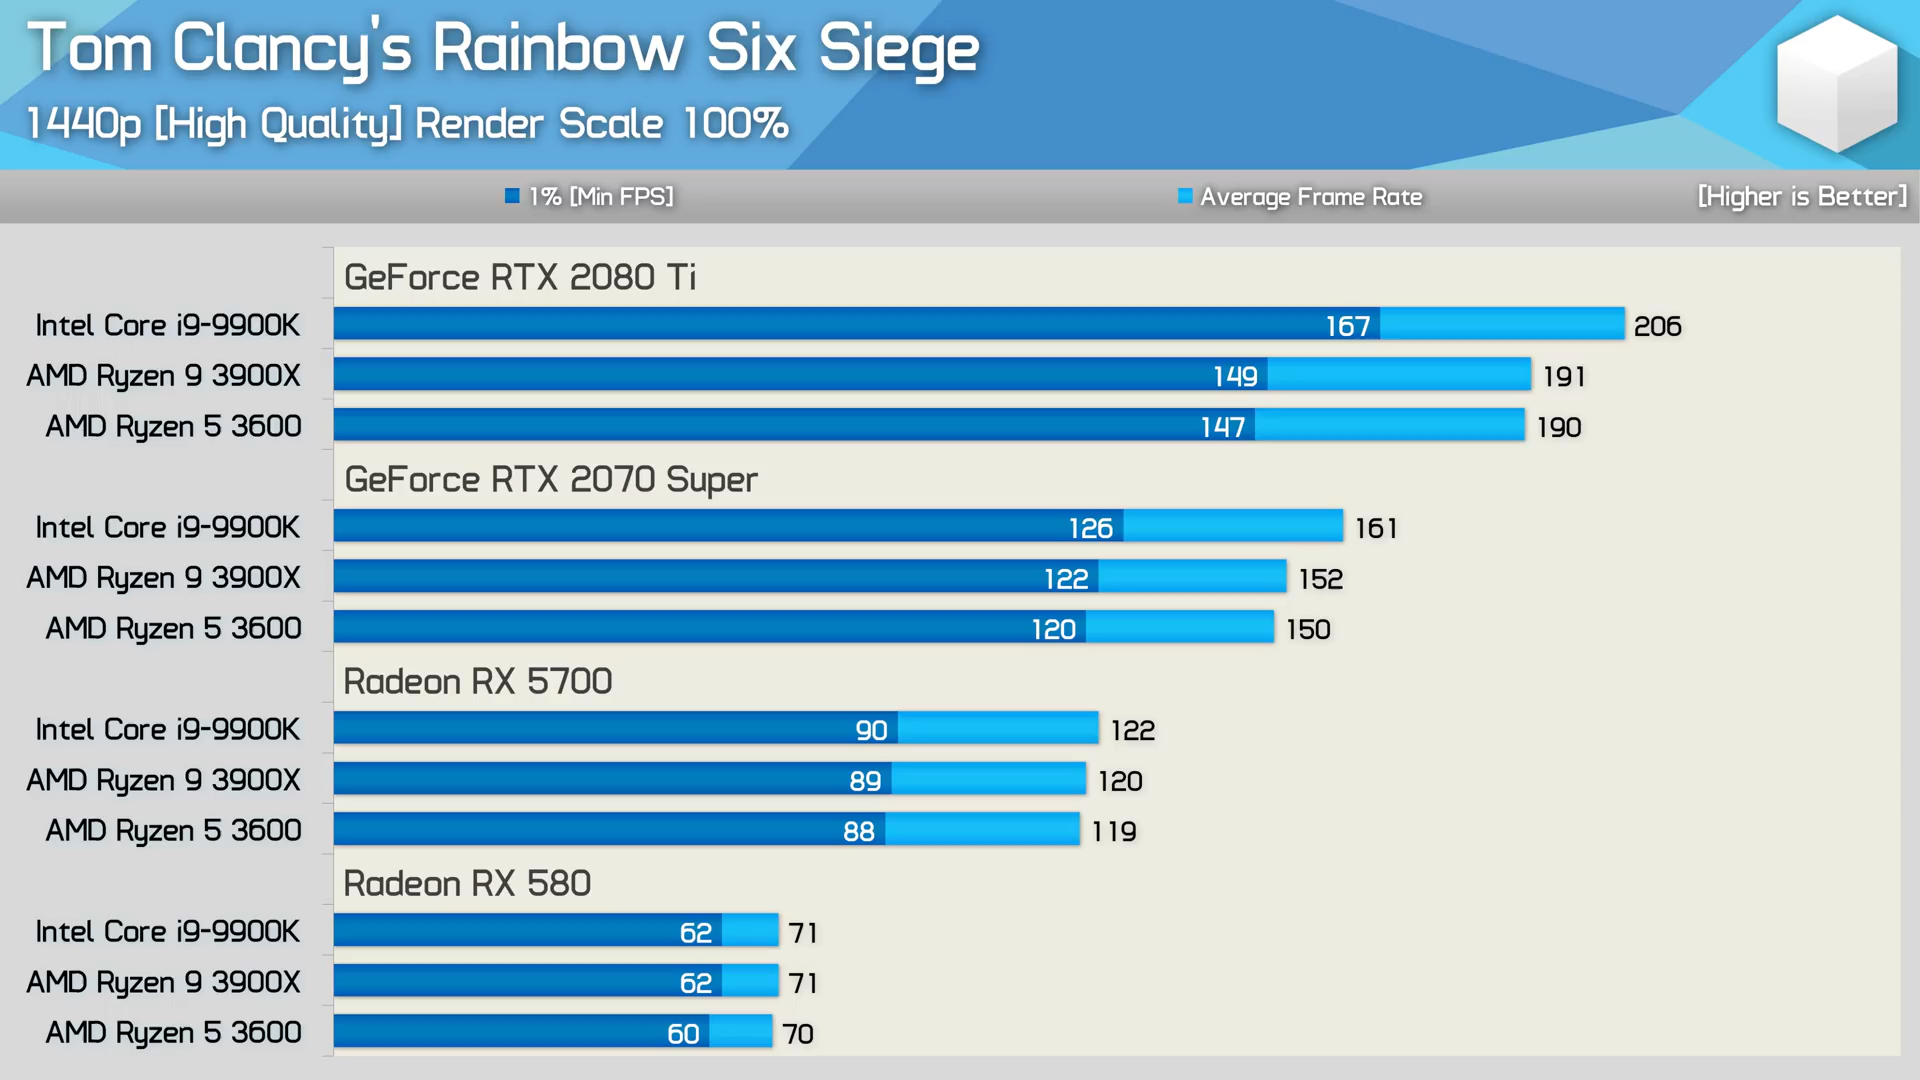 Tom Clancy's Rainbow Six Siege
1440p [High Quality] Render Scale 100%
1% [Min FPS] Average Frame Rate [Higher is Better]
GeForce RTX 2080 Ti
Intel Core i9-9900K 167 206
AMD Ryzen 9 3900X 149 191
AMD Ryzen 5 3600 147 190
GeForce RTX 2070 Super
Intel Core i9-9900K 126 161
AMD Ryzen 9 3900X 122 152
AMD Ryzen 5 3600 120 150
Radeon RX 5700
Intel Core i9-9900K 90 122
AMD Ryzen 9 3900X 89 120
AMD Ryzen 5 3600 88 119
Radeon RX 580
Intel Core i9-9900K 62 71
AMD Ryzen 9 3900X 62 71
AMD Ryzen 5 3600 60 70